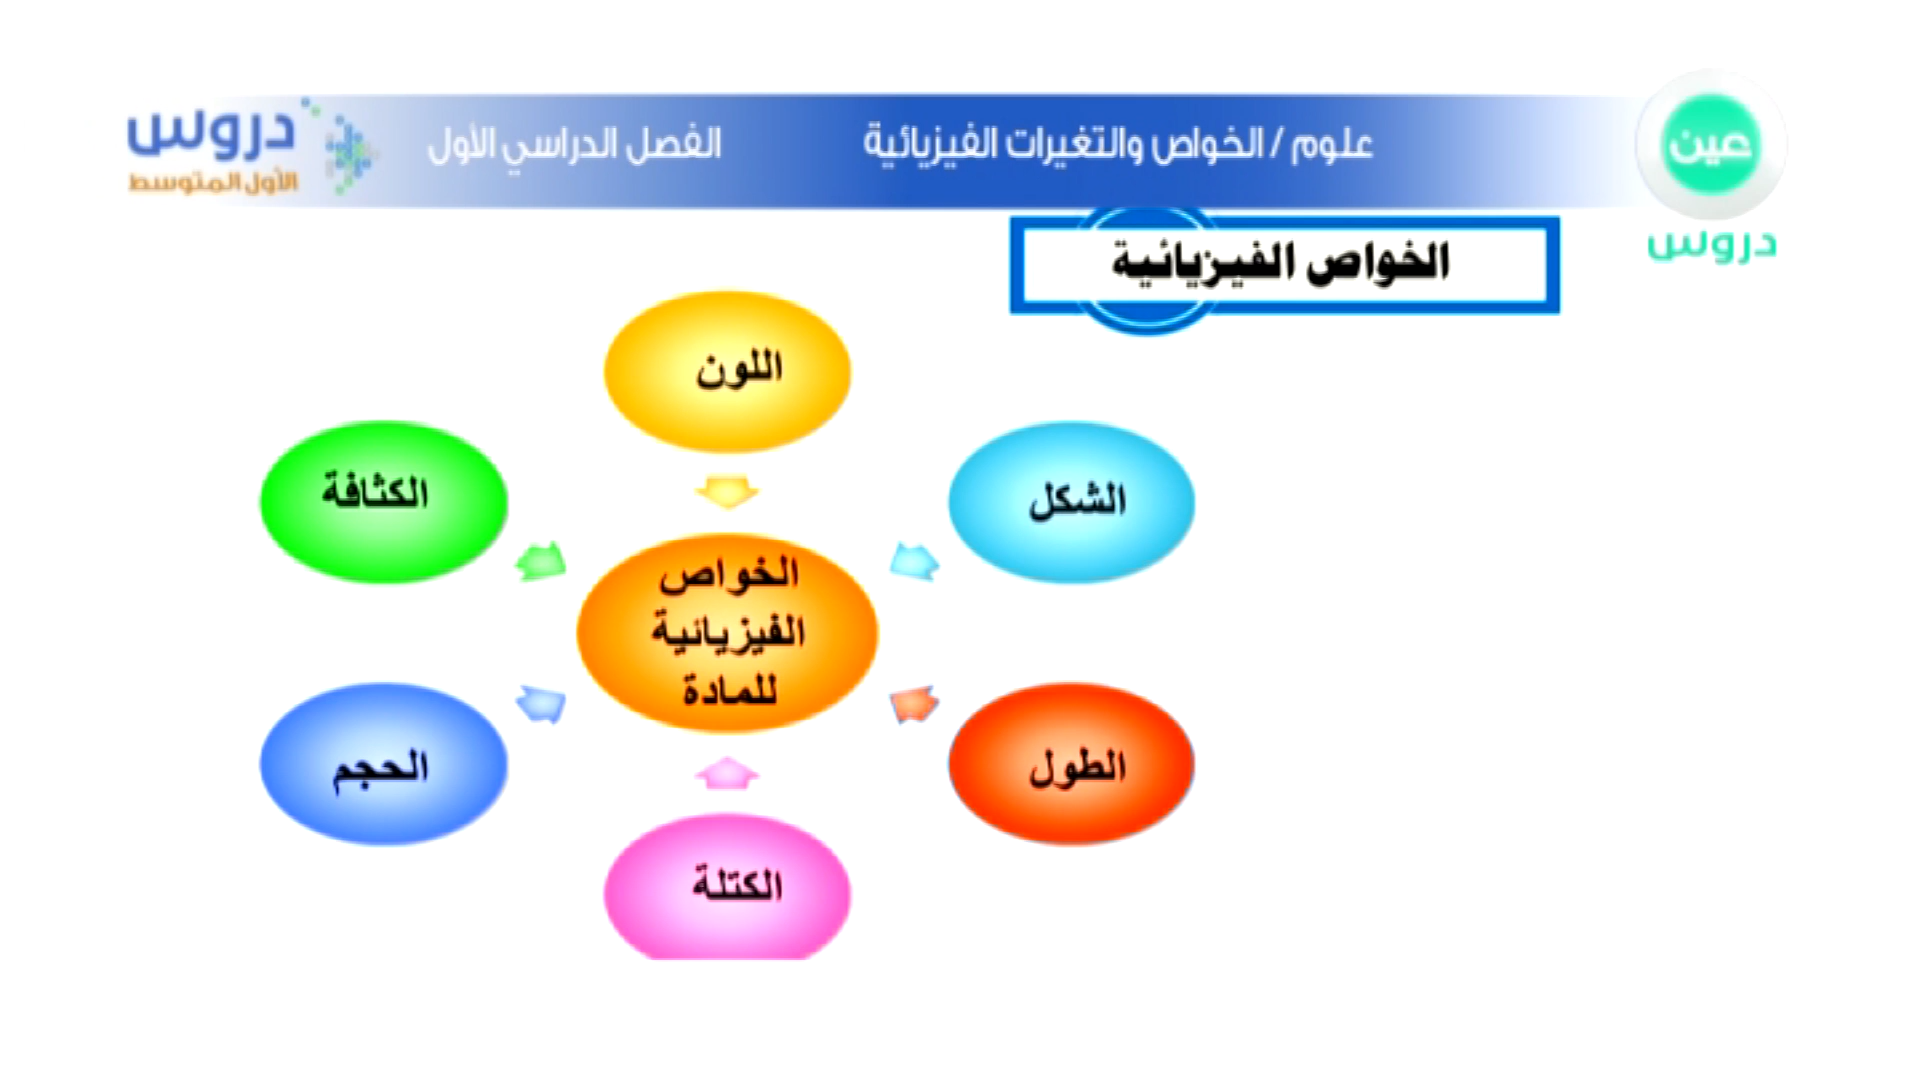 علوم / الخواص والتغيرات الفيزيائية
الفصل الدراسي الأول
دروس
الأول المتوسط
عين
دروس
الخواص الفيزيائية
اللون
الشكل
الكثافة
الخواص
الفيزيائية
للمادة
الطول
الحجم
الكتلة